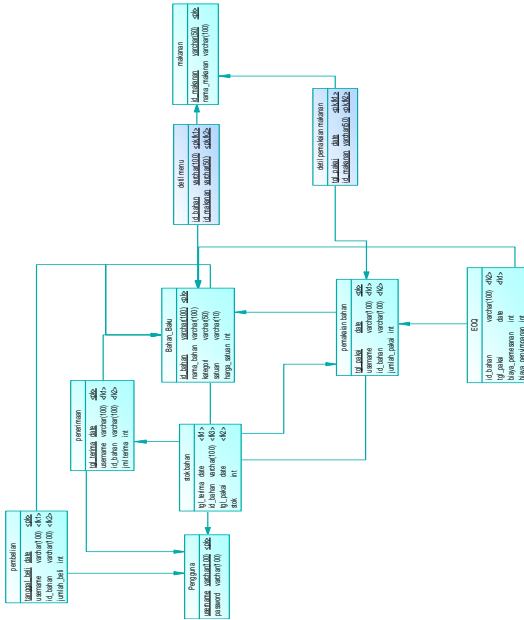 makanan
id_makanan varchar(50) <pk>
nama_makanan varchar(100)
detil menu
id_bahan varchar(100) <pk,fk1>
id_makanan varchar(50) <pk,fk2>
detil pemakaian makanan
tgl_pakai date <pk,fk1>
id_makanan varchar(50) <pk,fk2>
Bahan_Baku
id_bahan varchar(100) <pk>
nama_bahan varchar(100)
kategori varchar(50)
satuan varchar(10)
harga_satuan int
pemakaian bahan
tgl_pakai date <pk>
username varchar(100) <fk1>
id_bahan varchar(100) <fk2>
jumlah_pakai int
EOQ
id_bahan varchar(100) <fk2>
tgl_pakai date <fk1>
biaya_pemesanan int
biaya_penyimpanan int
penerimaan
tgl_terima date <pk>
username varchar(100) <fk1>
id_bahan varchar(100) <fk2>
jml terima int
stok bahan
tgl_terima date <fk1>
id_bahan varchar(100) <fk3>
tgl_pakai date <fk2>
stok int
pembelian
tanggal_beli date <pk>
username varchar(100) <fk1>
id_bahan varchar(100) <fk2>
jumlah_beli int
Pengguna
username varchar(100) <pk>
password varchar(100)